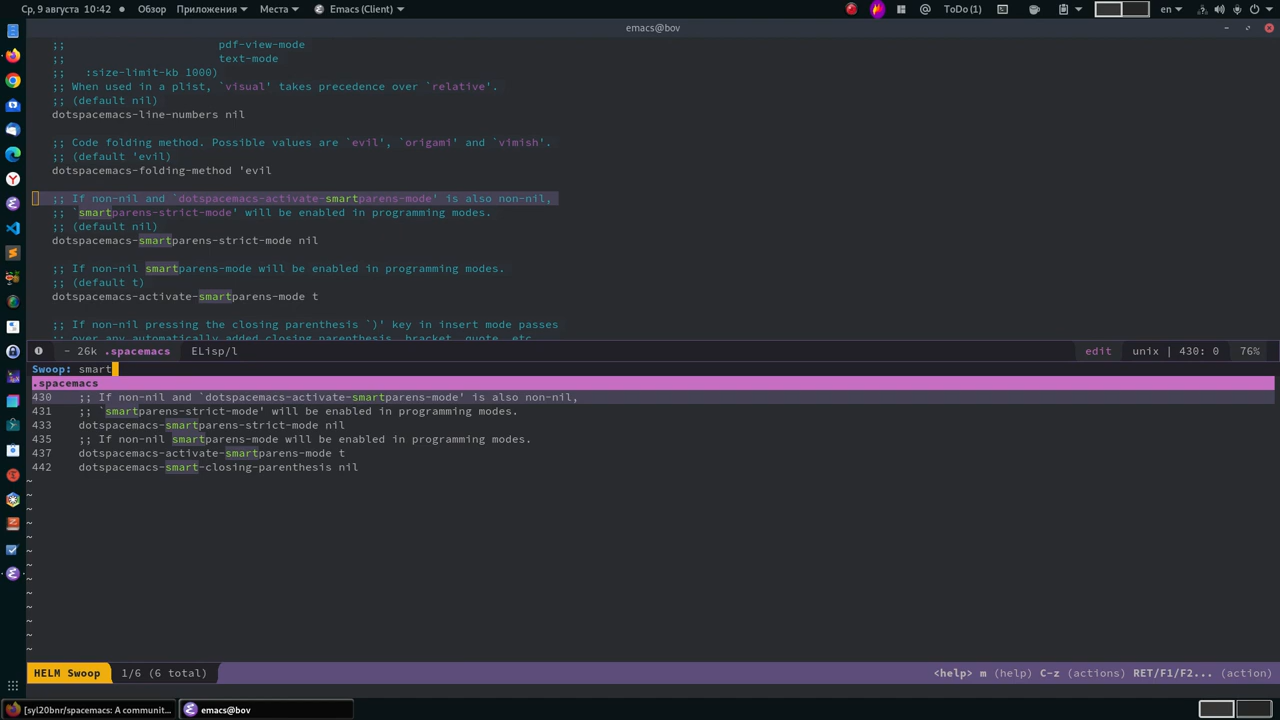 Ср, 9 августа 10:42 Обзор Приложения Места Emacs (Client) ToDo (1) en
emacs@bov
;; pdf-view-mode
;; text-mode
;; :size-limit-kb 1000)
;; When used in a plist, `visual' takes precedence over `relative'.
;; (default nil)
dotspacemacs-line-numbers nil
;; Code folding method. Possible values are `evil', `origami' and `vimish'.
;; (default 'evil)
dotspacemacs-folding-method 'evil
;; If non-nil and `dotspacemacs-activate-smartparens-mode' is also non-nil,
;; `smartparens-strict-mode' will be enabled in programming modes.
;; (default nil)
dotspacemacs-smartparens-strict-mode nil
;; If non-nil smartparens-mode will be enabled in programming modes.
;; (default t)
dotspacemacs-activate-smartparens-mode t
;; If non-nil pressing the closing parenthesis `)' key in insert mode passes
;; over any automatically added closing parenthesis, bracket, quote, etc
- 26k .spacemacs ELisp/l edit unix | 430: 0 76%
Swoop: smart
.spacemacs
430 ;; If non-nil and `dotspacemacs-activate-smartparens-mode' is also non-nil,
431 ;; `smartparens-strict-mode' will be enabled in programming modes.
433 dotspacemacs-smartparens-strict-mode nil
435 ;; If non-nil smartparens-mode will be enabled in programming modes.
437 dotspacemacs-activate-smartparens-mode t
442 dotspacemacs-smart-closing-parenthesis nil
~
~
~
~
~
~
~
~
~
~
~
~
~
HELM Swoop 1/6 (6 total) <help> m (help) C-z (actions) RET/F1/F2... (action)
[syl20bnr/spacemacs: A communit... emacs@bov